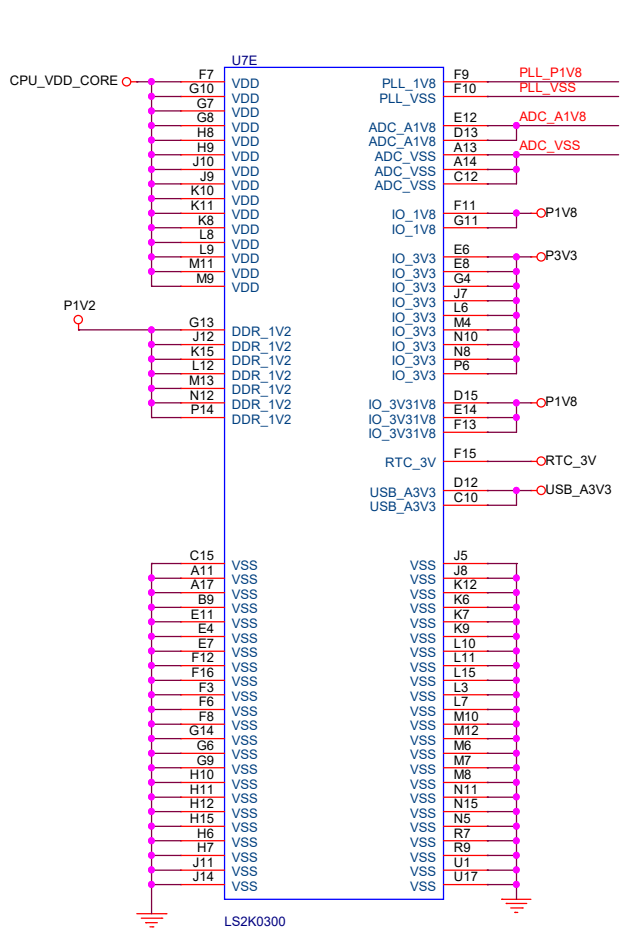 U7E
CPU_VDD_CORE
F7 VDD
G10 VDD
G7 VDD
G8 VDD
H8 VDD
H9 VDD
J10 VDD
J9 VDD
K10 VDD
K11 VDD
K8 VDD
L8 VDD
L9 VDD
M11 VDD
M9 VDD
P1V2
G13 DDR_1V2
J12 DDR_1V2
K15 DDR_1V2
L12 DDR_1V2
M13 DDR_1V2
N12 DDR_1V2
P14 DDR_1V2
C15 VSS
A11 VSS
A17 VSS
B9 VSS
E11 VSS
E4 VSS
E7 VSS
F12 VSS
F16 VSS
F3 VSS
F6 VSS
F8 VSS
G14 VSS
G6 VSS
G9 VSS
H10 VSS
H11 VSS
H12 VSS
H15 VSS
H6 VSS
H7 VSS
J11 VSS
J14 VSS
PLL_1V8 F9 PLL_P1V8
PLL_VSS F10 PLL_VSS
ADC_A1V8 E12 ADC_A1V8
ADC_A1V8 D13
ADC_VSS A13 ADC_VSS
ADC_VSS A14
ADC_VSS C12
IO_1V8 F11 P1V8
IO_1V8 G11
IO_3V3 E6 P3V3
IO_3V3 E8
IO_3V3 G4
IO_3V3 J7
IO_3V3 L6
IO_3V3 M4
IO_3V3 N10
IO_3V3 N8
IO_3V3 P6
IO_3V31V8 D15 P1V8
IO_3V31V8 E14
IO_3V31V8 F13
RTC_3V F15 RTC_3V
USB_A3V3 D12 USB_A3V3
USB_A3V3 C10
VSS J5
VSS J8
VSS K12
VSS K6
VSS K7
VSS K9
VSS L10
VSS L11
VSS L15
VSS L3
VSS L7
VSS M10
VSS M12
VSS M6
VSS M7
VSS M8
VSS N11
VSS N15
VSS N5
VSS R7
VSS R9
VSS U1
VSS U17
LS2K0300